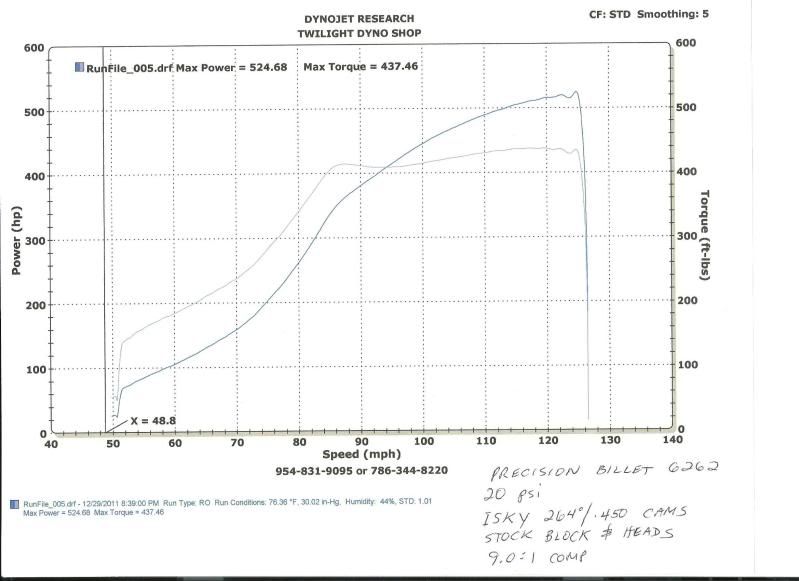 DYNOJET RESEARCH
CF: STD Smoothing: 5
TWILIGHT DYNO SHOP
RunFile_005.drf Max Power = 524.68 Max Torque = 437.46
600
500
400
300
200
100
0
Power (hp)
600
500
400
300
200
100
0
Torque (ft-lbs)
X = 48.8
40 50 60 70 80 90 100 110 120 130 140
Speed (mph)
954-831-9095 or 786-344-8220
RunFile_005.drf - 12/29/2011 8:39:00 PM Run Type: RO Run Conditions: 76.36 °F, 30.02 in-Hg, Humidity: 44%, STD: 1.01
Max Power = 524.68 Max Torque = 437.46
PRECISION BILLET 6262
20 psi
ISKY 264°/.450 CAMS
STOCK BLOCK & HEADS
9.0:1 COMP